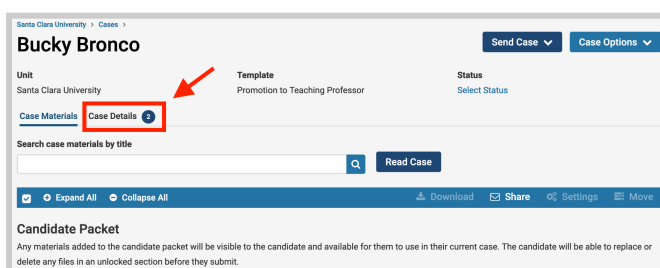 Santa Clara University > Cases >
Bucky Bronco
Send Case
Case Options
Unit
Template
Status
Santa Clara University
Promotion to Teaching Professor
Select Status
Case Materials
Case Details 2
Search case materials by title
Read Case
Expand All
Collapse All
Download
Share
Settings
Move
Candidate Packet
Any materials added to the candidate packet will be visible to the candidate and available for them to use in their current case. The candidate will be able to replace or
delete any files in an unlocked section before they submit.